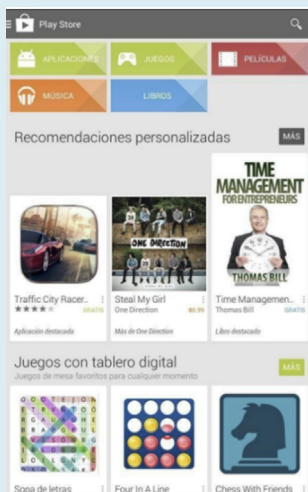 Play Store
APLICACIONES
JUEGOS
PELÍCULAS
MÚSICA
LIBROS
Recomendaciones personalizadas
MÁS
TIME
MANAGEMENT
FOR ENTREPRENEURS
THOMAS BILL
ONE DIRECTION
Traffic City Racer..
GRATIS
Aplicación destacada
Steal My Girl
One Direction
$0.99
Más de One Direction
Time Managemen..
Thomas Bill
GRATIS
Libro destacado
Juegos con tablero digital
Juegos de mesa favoritos para cualquier momento
MÁS
Sopa de letras
Four In A Line
Chess With Friends